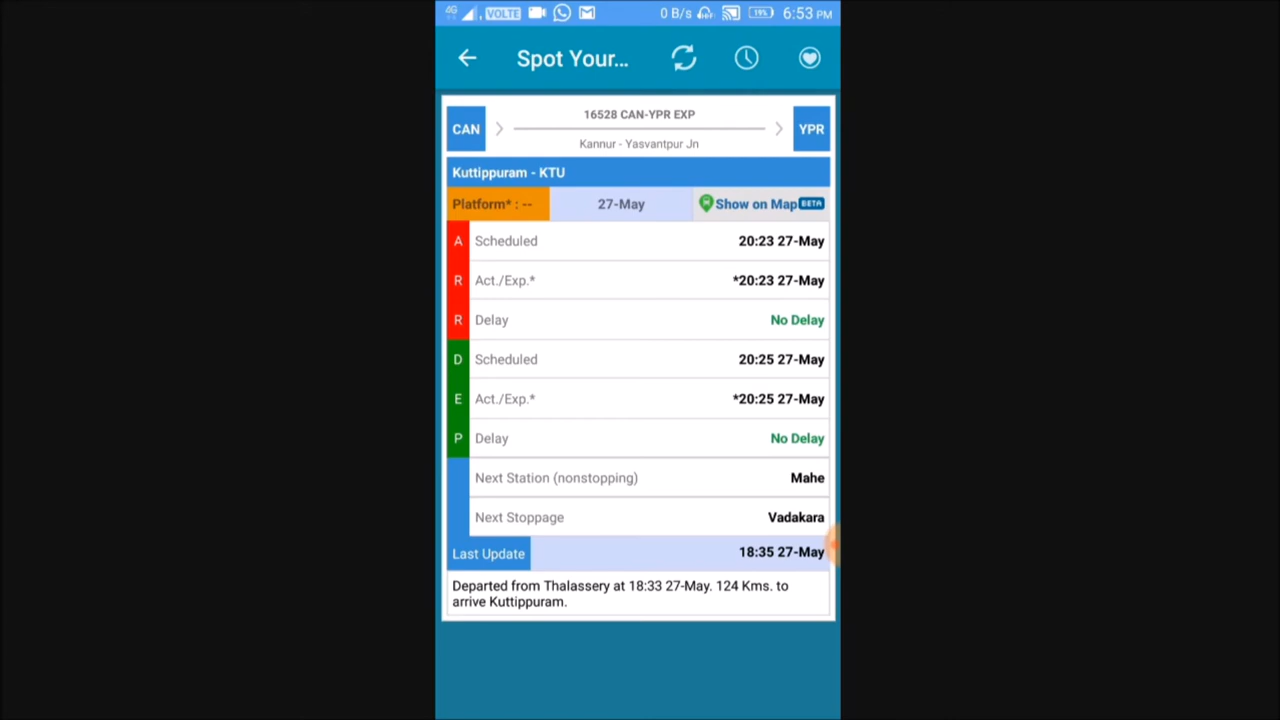 4G VOLTE 0 B/s 19% 6:53 PM
Spot Your...
16528 CAN-YPR EXP
CAN YPR
Kannur - Yasvantpur Jn
Kuttippuram - KTU
Platform* : -- 27-May Show on Map BETA
A Scheduled 20:23 27-May
R Act./Exp.* *20:23 27-May
R Delay No Delay
D Scheduled 20:25 27-May
E Act./Exp.* *20:25 27-May
P Delay No Delay
Next Station (nonstopping) Mahe
Next Stoppage Vadakara
Last Update 18:35 27-May
Departed from Thalassery at 18:33 27-May. 124 Kms. to
arrive Kuttippuram.